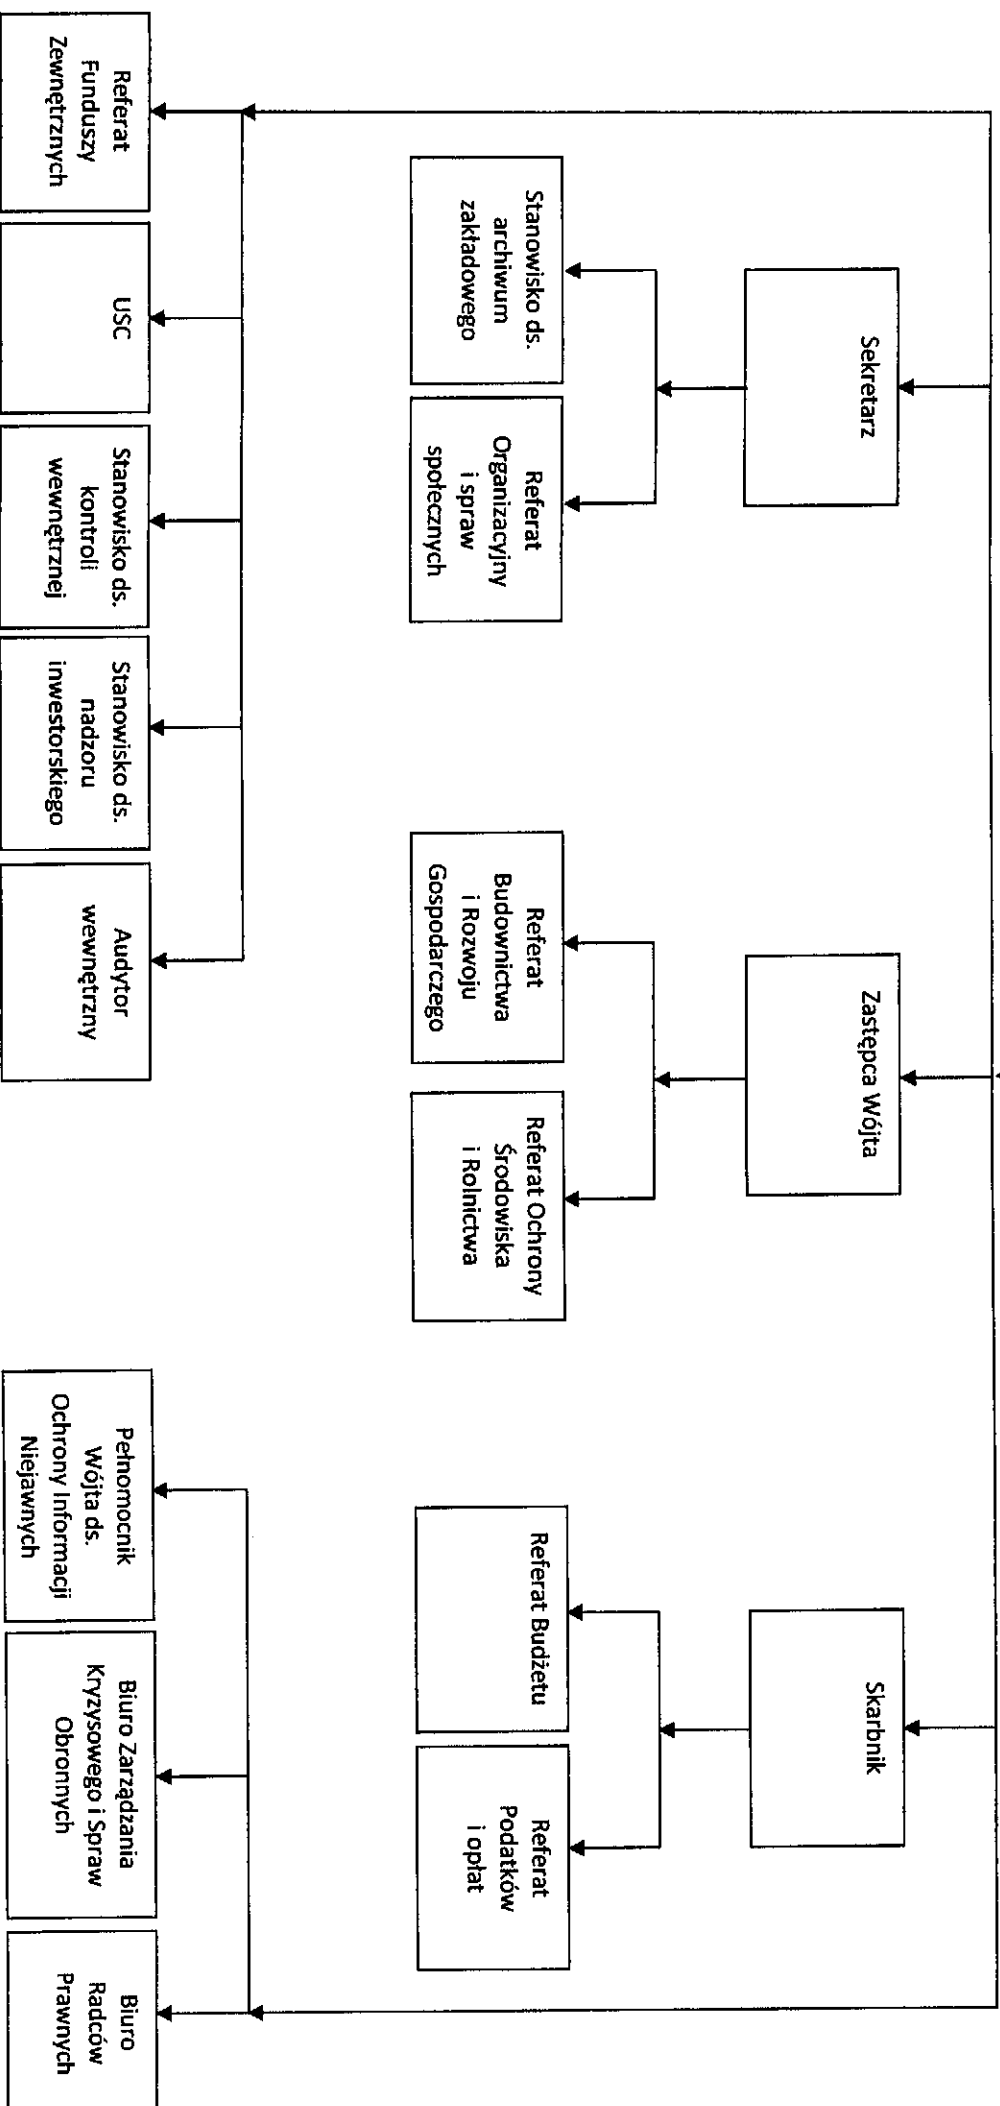 Sekretarz
Zastępca Wójta
Skarbnik
Stanowisko ds.
archiwum
zakładowego
Referat
Organizacyjny
i spraw
społecznych
Referat
Budownictwa
i Rozwoju
Gospodarczego
Referat Ochrony
Środowiska
i Rolnictwa
Referat Budżetu
Referat
Podatków
i opłat
Referat
Funduszy
Zewnętrznych
USC
Stanowisko ds.
kontroli
wewnętrznej
Stanowisko ds.
nadzoru
inwestorskiego
Audytor
wewnętrzny
Pełnomocnik
Wójta ds.
Ochrony Informacji
Niejawnych
Biuro Zarządzania
Kryzysowego i Spraw
Obronnych
Biuro
Radców
Prawnych